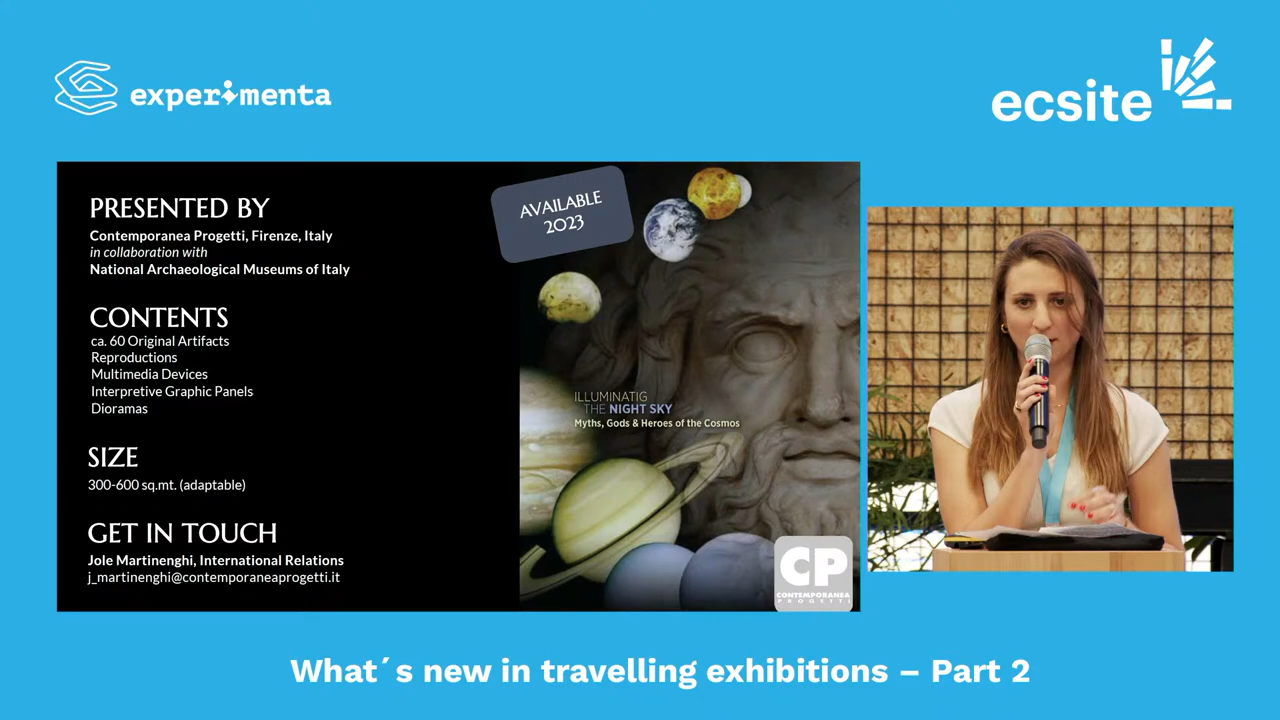 experimenta
ecsite
PRESENTED BY
Contemporanea Progetti, Firenze, Italy
in collaboration with
National Archaeological Museums of Italy
CONTENTS
ca. 60 Original Artifacts
Reproductions
Multimedia Devices
Interpretive Graphic Panels
Dioramas
SIZE
300-600 sq.mt. (adaptable)
GET IN TOUCH
Jole Martinenghi, International Relations
j_martinenghi@contemporaneaprogetti.it
AVAILABLE
2023
ILLUMINATIG
THE NIGHT SKY
Myths, Gods & Heroes of the Cosmos
CP
CONTEMPORANEA
PROGETTI
What´s new in travelling exhibitions – Part 2